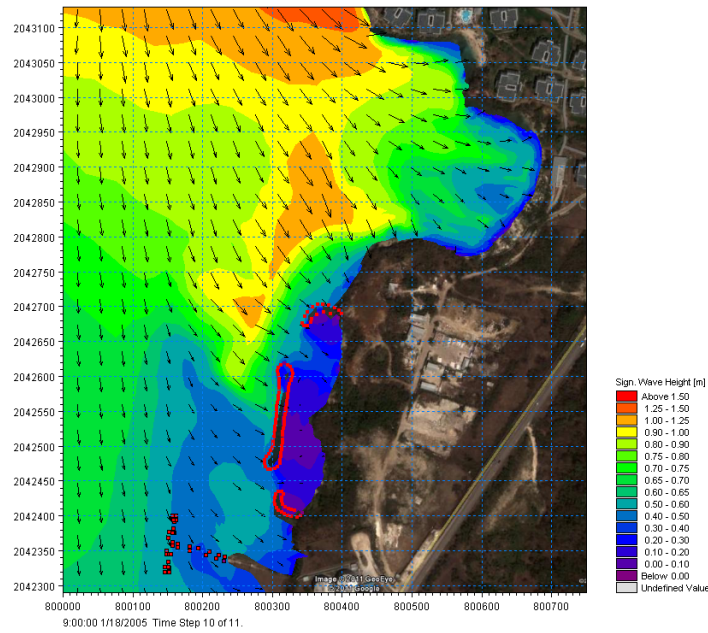 2043100
2043050
2043000
2042950
2042900
2042850
2042800
2042750
2042700
2042650
2042600
2042550
2042500
2042450
2042400
2042350
2042300
800000 800100 800200 800300 800400 800500 800600 800700
9:00:00 1/18/2005 Time Step 10 of 11.
Image © 2011 GeoEye
© 2011 Google
Sign. Wave Height [m]
Above 1.50
1.25 - 1.50
1.00 - 1.25
0.90 - 1.00
0.80 - 0.90
0.75 - 0.80
0.70 - 0.75
0.65 - 0.70
0.60 - 0.65
0.50 - 0.60
0.40 - 0.50
0.30 - 0.40
0.20 - 0.30
0.10 - 0.20
0.00 - 0.10
Below 0.00
Undefined Value